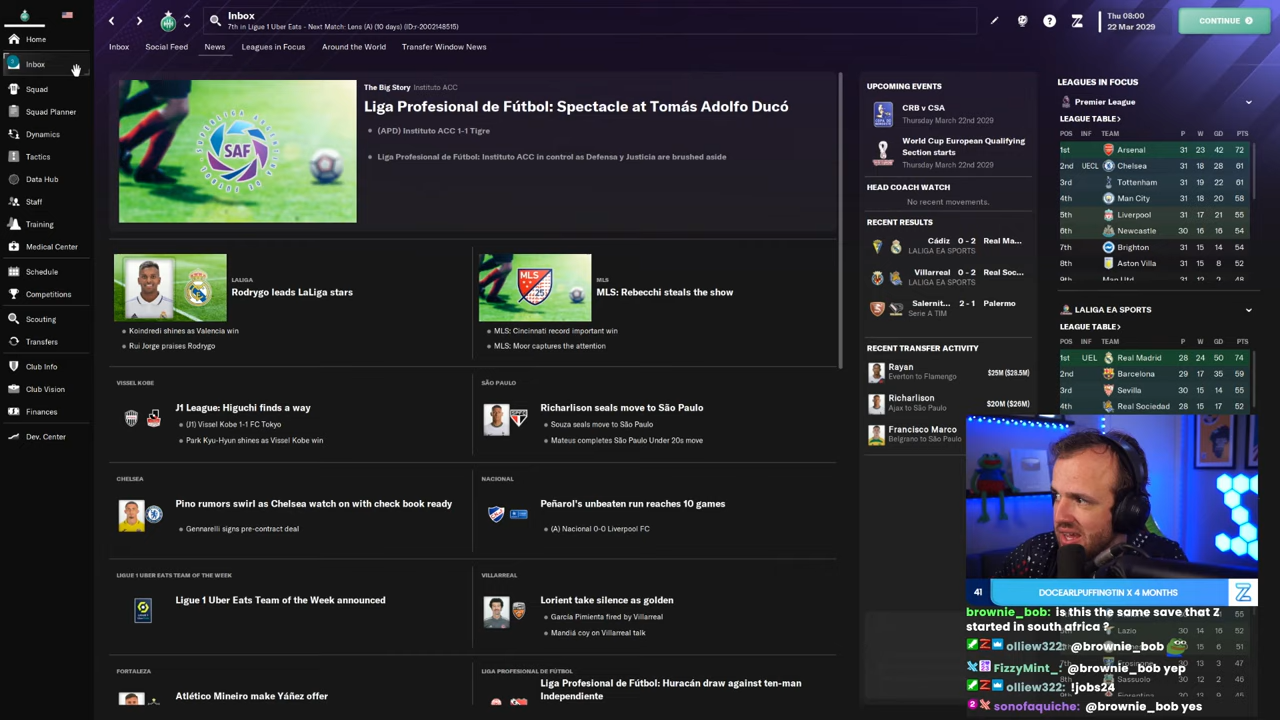 Inbox
7th in Ligue 1 Uber Eats - Next Match: Lens (A) (10 days) (ID:r-2002148515)
Thu 08:00
22 Mar 2029
CONTINUE
Home
Inbox
Squad
Squad Planner
Dynamics
Tactics
Data Hub
Staff
Training
Medical Center
Schedule
Competitions
Scouting
Transfers
Club Info
Club Vision
Finances
Dev. Center
Inbox Social Feed News Leagues in Focus Around the World Transfer Window News
The Big Story Instituto ACC
Liga Profesional de Fútbol: Spectacle at Tomás Adolfo Ducó
(APD) Instituto ACC 1-1 Tigre
Liga Profesional de Fútbol: Instituto ACC in control as Defensa y Justicia are brushed aside
SAF
LALIGA
Rodrygo leads LaLiga stars
Koindredi shines as Valencia win
Rui Jorge praises Rodrygo
MLS
MLS: Rebecchi steals the show
MLS: Cincinnati record important win
MLS: Moor captures the attention
VISSEL KOBE
J1 League: Higuchi finds a way
(J1) Vissel Kobe 1-1 FC Tokyo
Park Kyu-Hyun shines as Vissel Kobe win
SÃO PAULO
Richarlison seals move to São Paulo
Souza seals move to São Paulo
Mateus completes São Paulo Under 20s move
CHELSEA
Pino rumors swirl as Chelsea watch on with check book ready
Gennarelli signs pre-contract deal
NACIONAL
Peñarol's unbeaten run reaches 10 games
(A) Nacional 0-0 Liverpool FC
LIGUE 1 UBER EATS TEAM OF THE WEEK
Ligue 1 Uber Eats Team of the Week announced
VILLARREAL
Lorient take silence as golden
García Pimienta fired by Villarreal
Mandiá coy on Villarreal talk
FORTALEZA
Atlético Mineiro make Yáñez offer
LIGA PROFESIONAL DE FÚTBOL
Liga Profesional de Fútbol: Huracán draw against ten-man
Independiente
UPCOMING EVENTS
CRB v CSA
Thursday March 22nd 2029
World Cup European Qualifying
Section starts
Thursday March 22nd 2029
HEAD COACH WATCH
No recent movements.
RECENT RESULTS
Cádiz 0 - 2 Real Ma...
LALIGA EA SPORTS
Villarreal 0 - 2 Real Soc...
LALIGA EA SPORTS
Salernit... 2 - 1 Palermo
Serie A TIM
RECENT TRANSFER ACTIVITY
Rayan
Everton to Flamengo
$25M ($28.5M)
Richarlison
Ajax to São Paulo
$20M ($26M)
Francisco Marco
Belgrano to São Paulo
LEAGUES IN FOCUS
Premier League
LEAGUE TABLE
POS INF TEAM P W GD PTS
1st Arsenal 31 23 42 72
2nd UECL Chelsea 31 18 28 61
3rd Tottenham 31 19 22 61
4th Man City 31 18 20 58
5th Liverpool 31 17 21 55
6th Newcastle 30 16 16 54
7th Brighton 31 15 14 54
8th Aston Villa 31 15 8 52
LALIGA EA SPORTS
LEAGUE TABLE
POS INF TEAM P W GD PTS
1st UEL Real Madrid 28 24 50 74
2nd Barcelona 29 17 35 59
3rd Sevilla 30 15 14 55
4th Real Sociedad 28 15 17 52
41 DOCEARLPUFFINGTIN X 4 MONTHS
brownie_bob: is this the same save that Z
started in south africa ?
olliew322: @brownie_bob
FizzyMint_: @brownie_bob yep
olliew322: !jobs24
sonofaquiche: @brownie_bob yes
Lazio 30 14 16 52